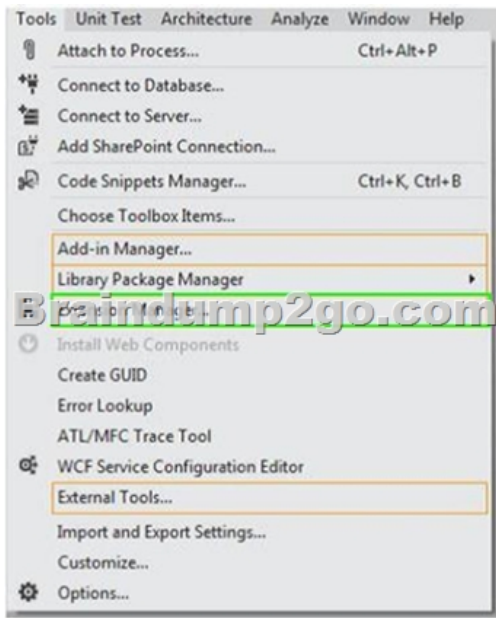 Tools Unit Test Architecture Analyze Window Help
Attach to Process... Ctrl+Alt+P
Connect to Database...
Connect to Server...
Add SharePoint Connection...
Code Snippets Manager... Ctrl+K, Ctrl+B
Choose Toolbox Items...
Add-in Manager...
Library Package Manager
Extension Manager...
Braindump2go.com
Install Web Components
Create GUID
Error Lookup
ATL/MFC Trace Tool
WCF Service Configuration Editor
External Tools...
Import and Export Settings...
Customize...
Options...